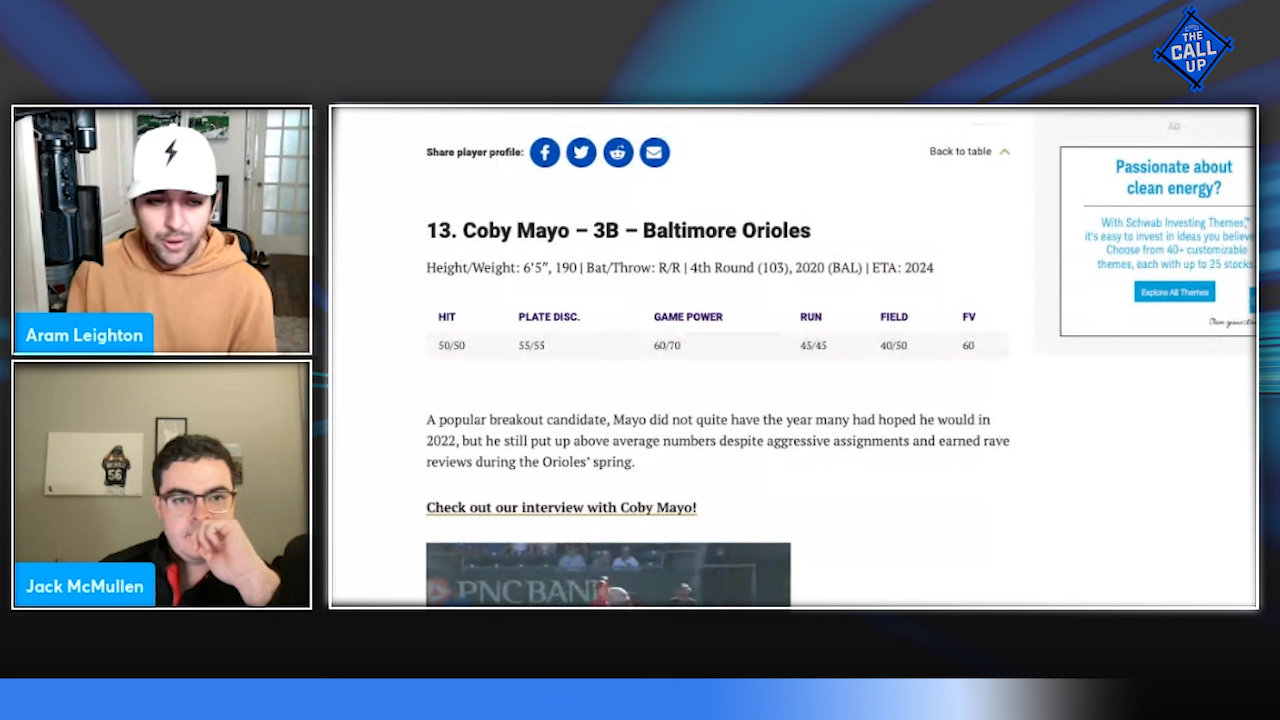 THE
CALL
UP
Aram Leighton
56
Jack McMullen
Share player profile:
Back to table
13. Coby Mayo – 3B – Baltimore Orioles
Height/Weight: 6’5”, 190 | Bat/Throw: R/R | 4th Round (103), 2020 (BAL) | ETA: 2024
HIT PLATE DISC. GAME POWER RUN FIELD FV
50/50 55/55 60/70 45/45 40/50 60
A popular breakout candidate, Mayo did not quite have the year many had hoped he would in
2022, but he still put up above average numbers despite aggressive assignments and earned rave
reviews during the Orioles’ spring.
Check out our interview with Coby Mayo!
PNC BANK
Passionate about
clean energy?
With Schwab Investing Themes,™
it's easy to invest in ideas you believe
Choose from 40+ customizable
themes, each with up to 25 stocks.
Explore All Themes